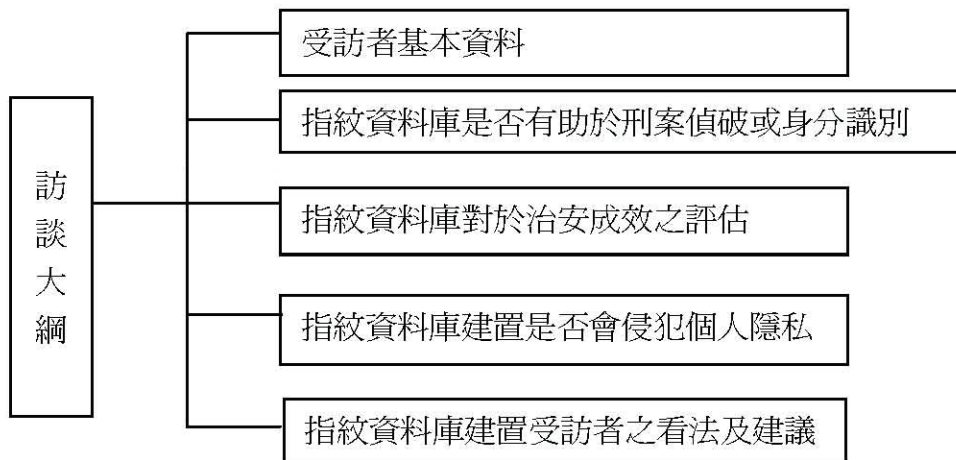 訪談大綱
受訪者基本資料
指紋資料庫是否有助於刑案偵破或身分識別
指紋資料庫對於治安成效之評估
指紋資料庫建置是否會侵犯個人隱私
指紋資料庫建置受訪者之看法及建議